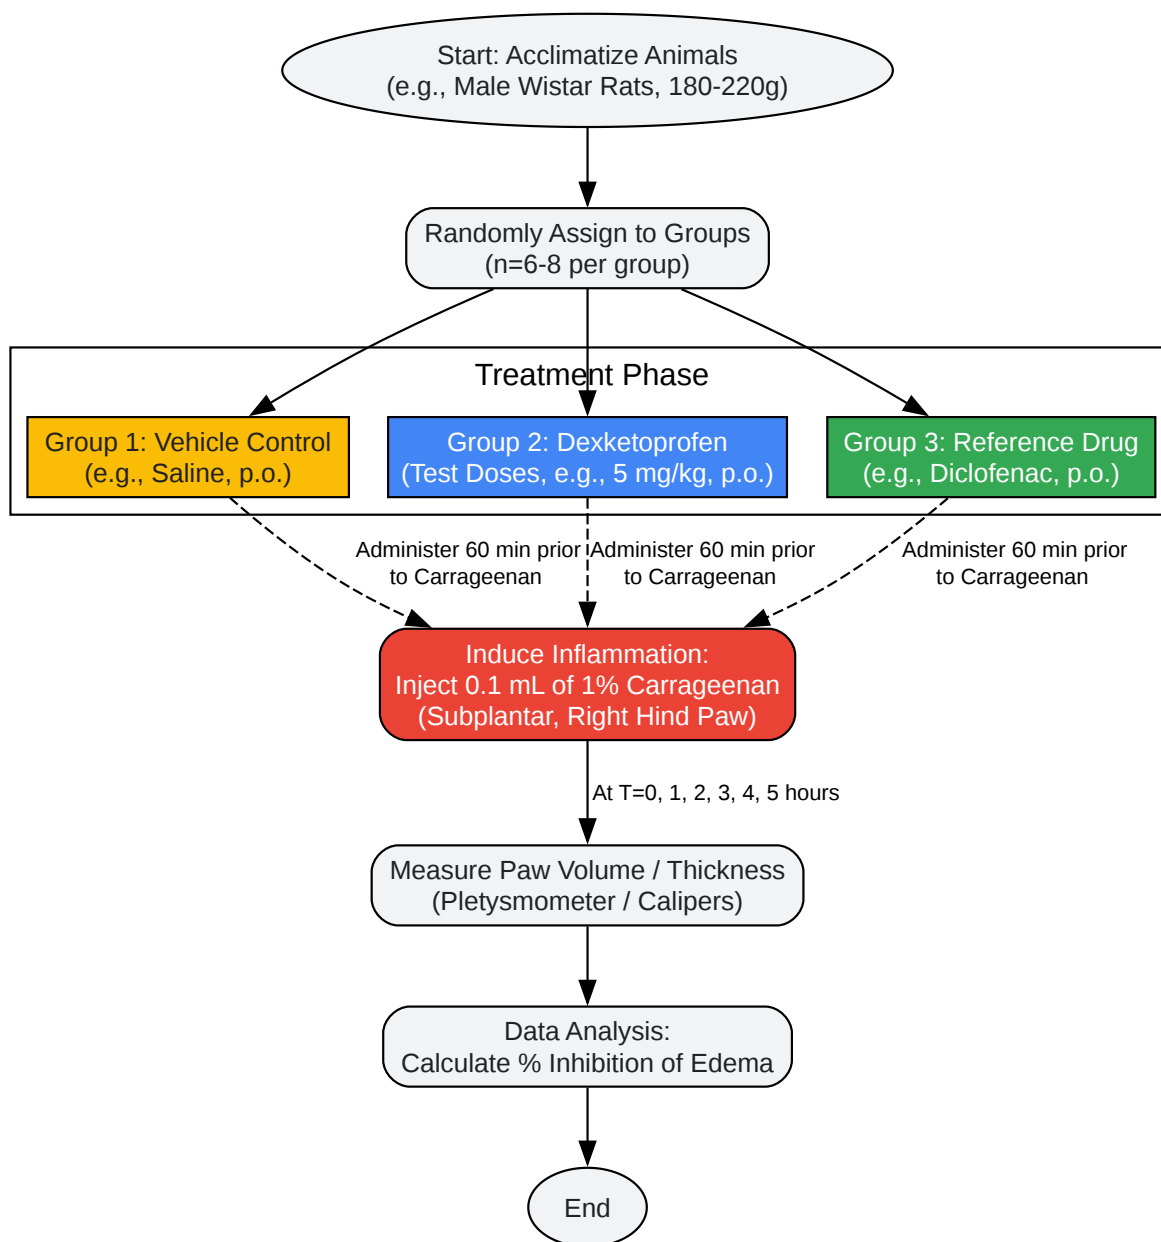 Start: Acclimatize Animals
(e.g., Male Wistar Rats, 180-220g)
Randomly Assign to Groups
(n=6-8 per group)
Treatment Phase
Group 1: Vehicle Control
(e.g., Saline, p.o.)
Group 2: Dexketoprofen
(Test Doses, e.g., 5 mg/kg, p.o.)
Group 3: Reference Drug
(e.g., Diclofenac, p.o.)
Administer 60 min prior
to Carrageenan
Administer 60 min prior
to Carrageenan
Administer 60 min prior
to Carrageenan
Induce Inflammation:
Inject 0.1 mL of 1% Carrageenan
(Subplantar, Right Hind Paw)
At T=0, 1, 2, 3, 4, 5 hours
Measure Paw Volume / Thickness
(Pletysmometer / Calipers)
Data Analysis:
Calculate % Inhibition of Edema
End